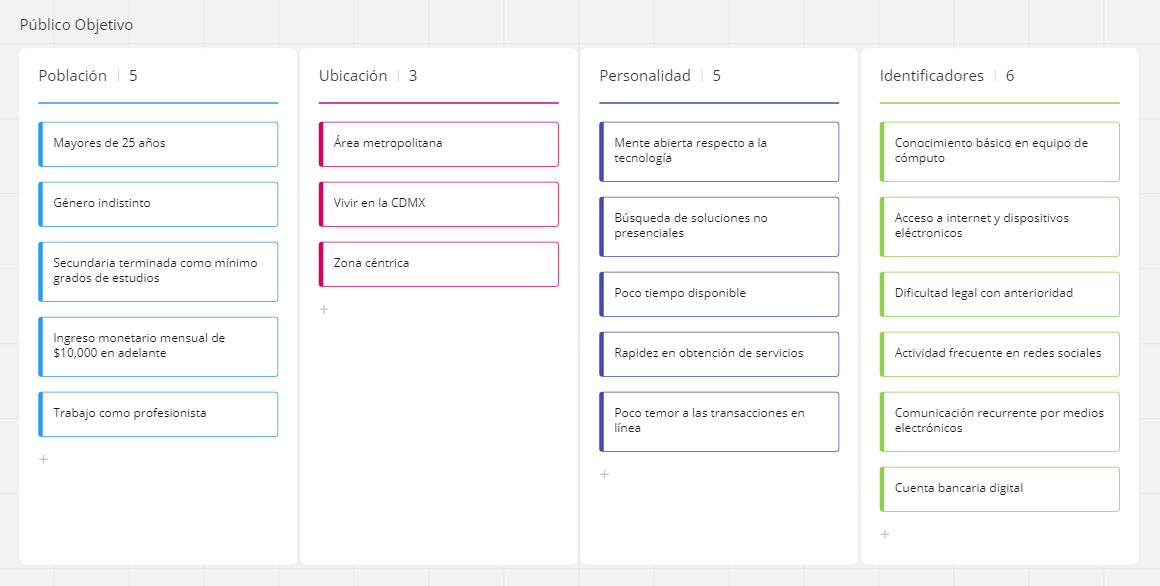 Público Objetivo
Población | 5
Mayores de 25 años
Género indistinto
Secundaria terminada como mínimo
grados de estudios
Ingreso monetario mensual de
$10,000 en adelante
Trabajo como profesionista
+
Ubicación | 3
Área metropolitana
Vivir en la CDMX
Zona céntrica
+
Personalidad | 5
Mente abierta respecto a la
tecnología
Búsqueda de soluciones no
presenciales
Poco tiempo disponible
Rapidez en obtención de servicios
Poco temor a las transacciones en
línea
+
Identificadores | 6
Conocimiento básico en equipo de
cómputo
Acceso a internet y dispositivos
eléctronicos
Dificultad legal con anterioridad
Actividad frecuente en redes sociales
Comunicación recurrente por medios
electrónicos
Cuenta bancaria digital
+